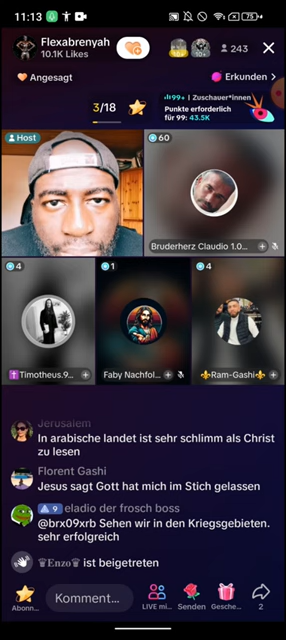 11:13
75
Flexabrenyah
10.1K Likes
243
Angesagt
Erkunden >
3/18
99+ | Zuschauer*innen
Punkte erforderlich
für 99: 43.5K
Host
60
Bruderherz Claudio 1.0...
4
Timotheus.9...
1
Faby Nachfol...
4
Ram-Gashi
Jerusalem
In arabische landet ist sehr schlimm als Christ
zu lesen
Florent Gashi
Jesus sagt Gott hat mich im Stich gelassen
9 eladio der frosch boss
@brx09xrb Sehen wir in den Kriegsgebieten.
sehr erfolgreich
♛Enzo♛ ist beigetreten
Abonn...
Komment...
LIVE mi...
Senden
Gesche...
2